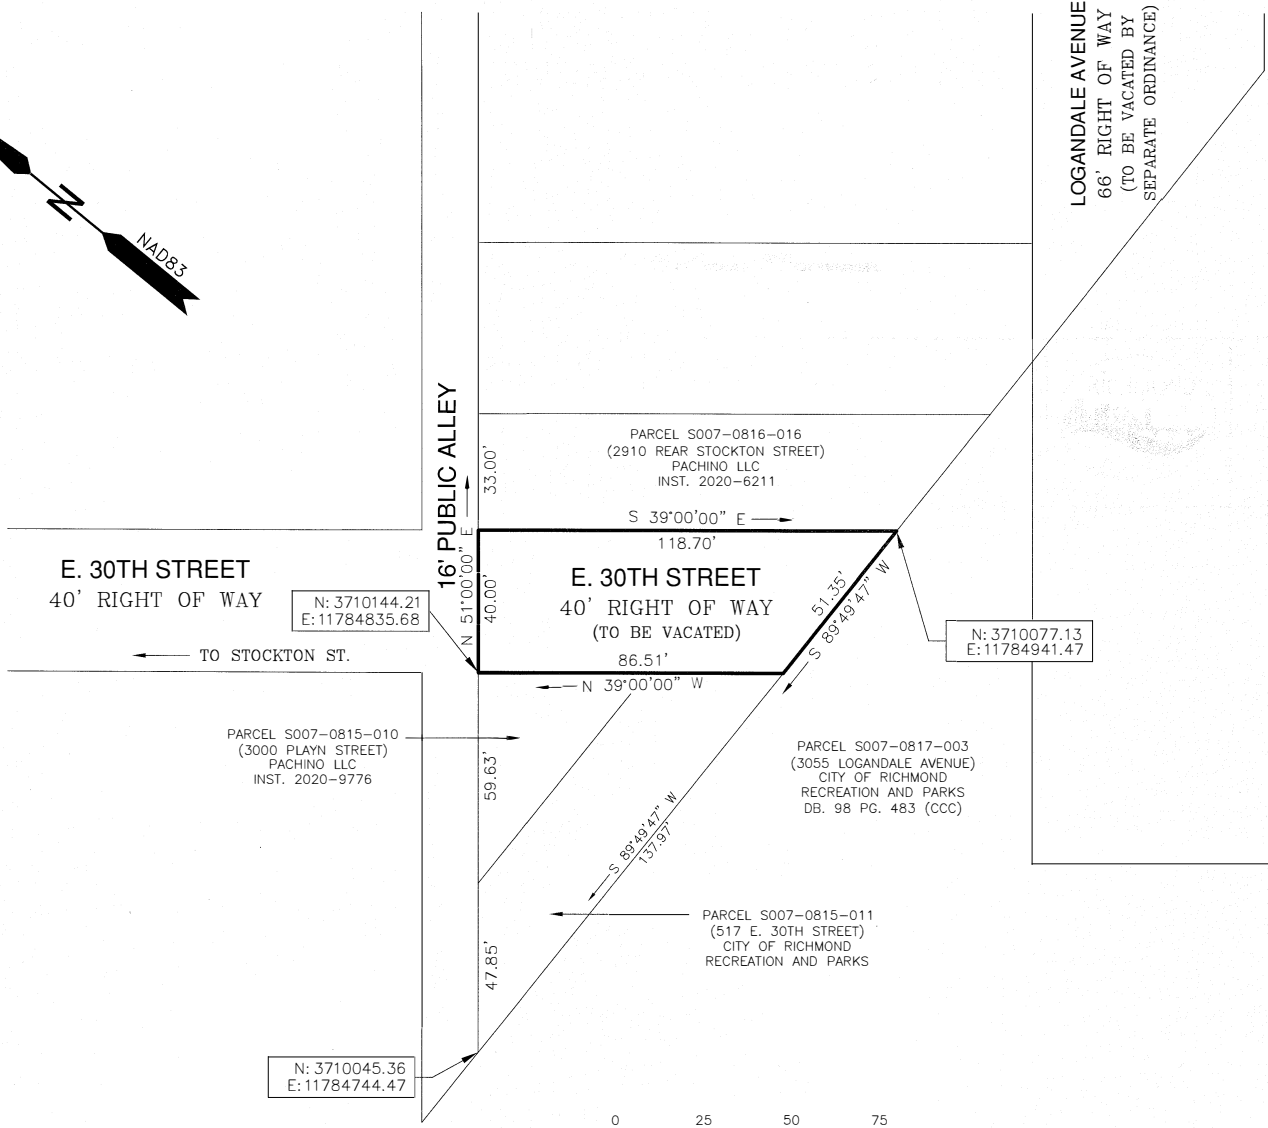 LOGANDALE AVENUE
66' RIGHT OF WAY
(TO BE VACATED BY
SEPARATE ORDINANCE)
N
NAD83
16' PUBLIC ALLEY
33.00'
PARCEL S007-0816-016
(2910 REAR STOCKTON STREET)
PACHINO LLC
INST. 2020-6211
S 39°00'00" E
118.70'
E. 30TH STREET
40' RIGHT OF WAY
N: 3710144.21
E: 11784835.68
N 51°00'00" E
40.00'
E. 30TH STREET
40' RIGHT OF WAY
(TO BE VACATED)
51.35'
S 89°49'47" W
N: 3710077.13
E: 11784941.47
TO STOCKTON ST.
86.51'
N 39°00'00" W
PARCEL S007-0815-010
(3000 PLAYN STREET)
PACHINO LLC
INST. 2020-9776
59.63'
PARCEL S007-0817-003
(3055 LOGANDALE AVENUE)
CITY OF RICHMOND
RECREATION AND PARKS
DB. 98 PG. 483 (CCC)
S 89°49'47" W
137.97'
PARCEL S007-0815-011
(517 E. 30TH STREET)
CITY OF RICHMOND
RECREATION AND PARKS
47.85'
N: 3710045.36
E: 11784744.47
0 25 50 75